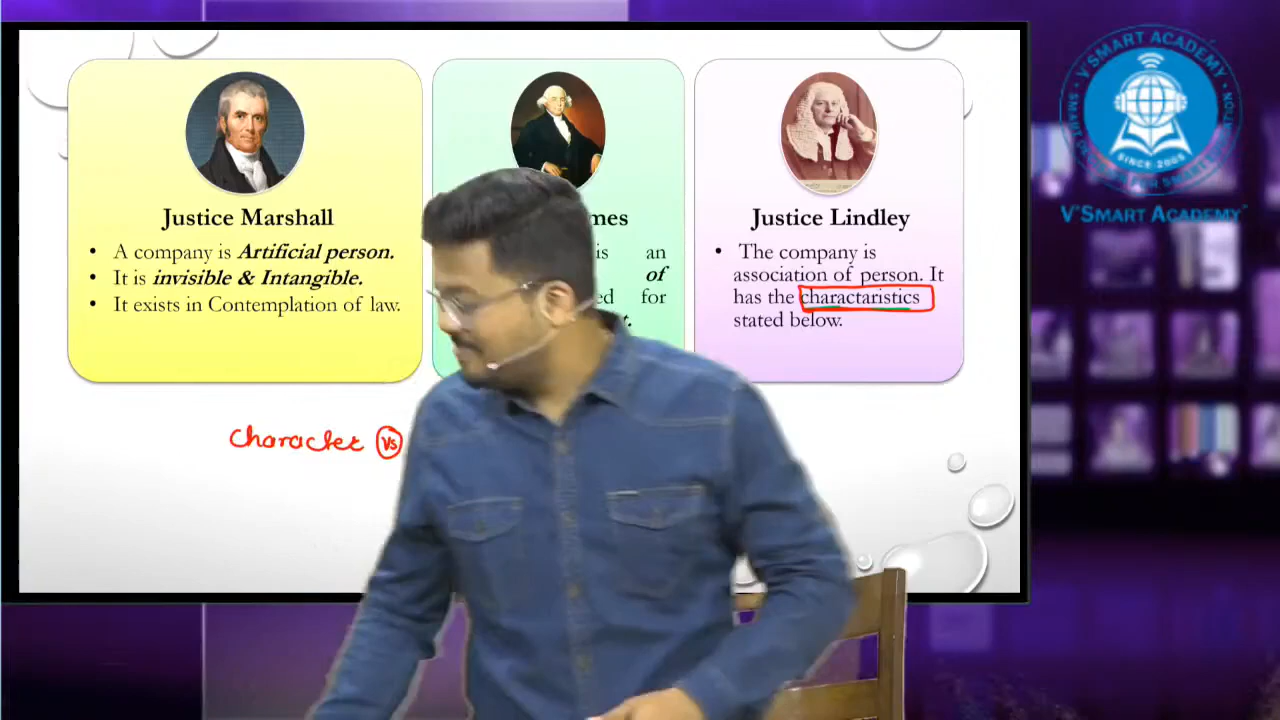 Justice Marshall
• A company is Artificial person.
• It is invisible & Intangible.
• It exists in Contemplation of law.
is an
of
for
Justice Lindley
• The company is
association of person. It
has the charactaristics
stated below.
Character Vs
V'SMART ACADEMY
SINCE-2005
V'SMART ACADEMY